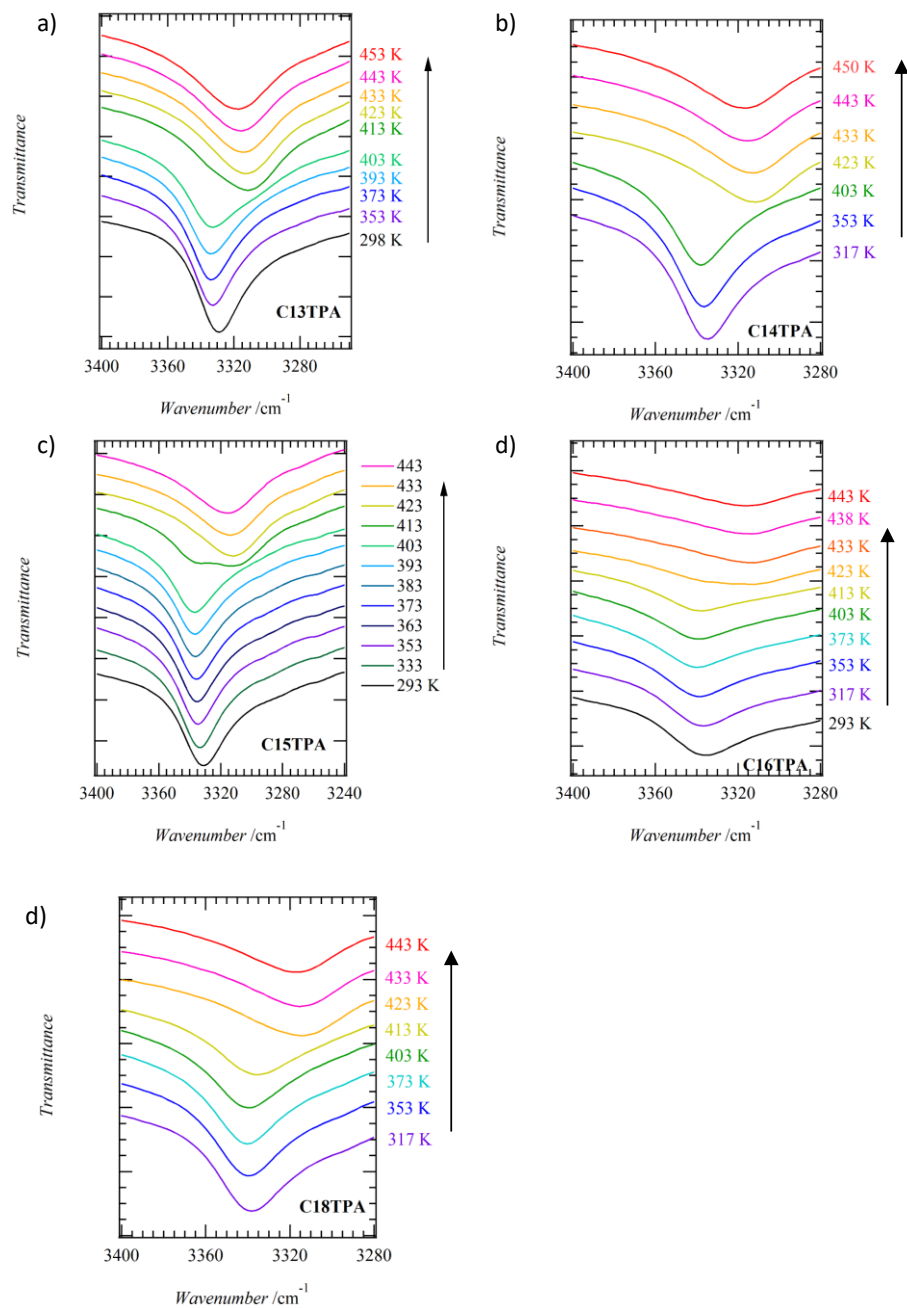 a)
Transmittance
453 K
443 K
433 K
423 K
413 K
403 K
393 K
373 K
353 K
298 K
C13TPA
3400 3360 3320 3280
Wavenumber /cm-1
b)
Transmittance
450 K
443 K
433 K
423 K
403 K
353 K
317 K
C14TPA
3400 3360 3320 3280
Wavenumber /cm-1
c)
Transmittance
443
433
423
413
403
393
383
373
363
353
333
293 K
C15TPA
3400 3360 3320 3280 3240
Wavenumber /cm-1
d)
Transmittance
443 K
438 K
433 K
423 K
413 K
403 K
373 K
353 K
317 K
293 K
C16TPA
3400 3360 3320 3280
Wavenumber /cm-1
d)
Transmittance
443 K
433 K
423 K
413 K
403 K
373 K
353 K
317 K
C18TPA
3400 3360 3320 3280
Wavenumber /cm-1